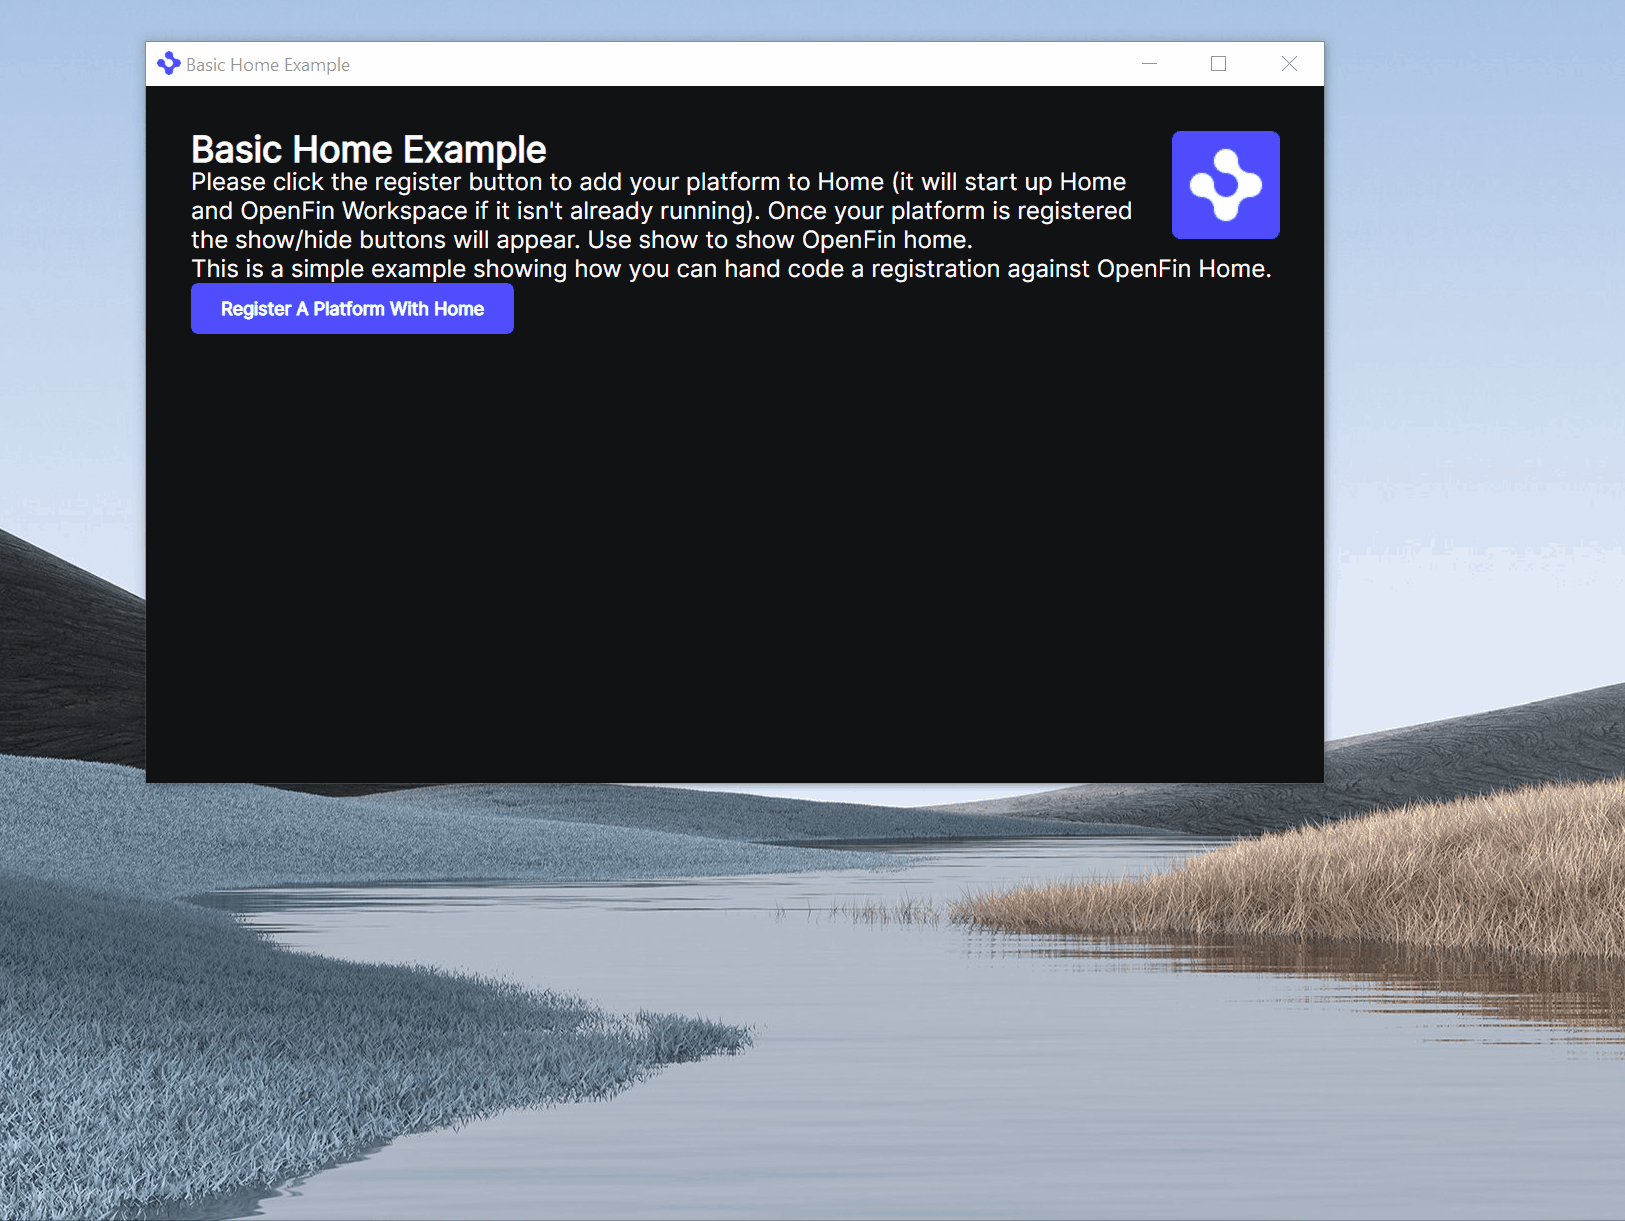 Basic Home Example
Basic Home Example
Please click the register button to add your platform to Home (it will start up Home
and OpenFin Workspace if it isn't already running). Once your platform is registered
the show/hide buttons will appear. Use show to show OpenFin home.
This is a simple example showing how you can hand code a registration against OpenFin Home.
Register A Platform With Home